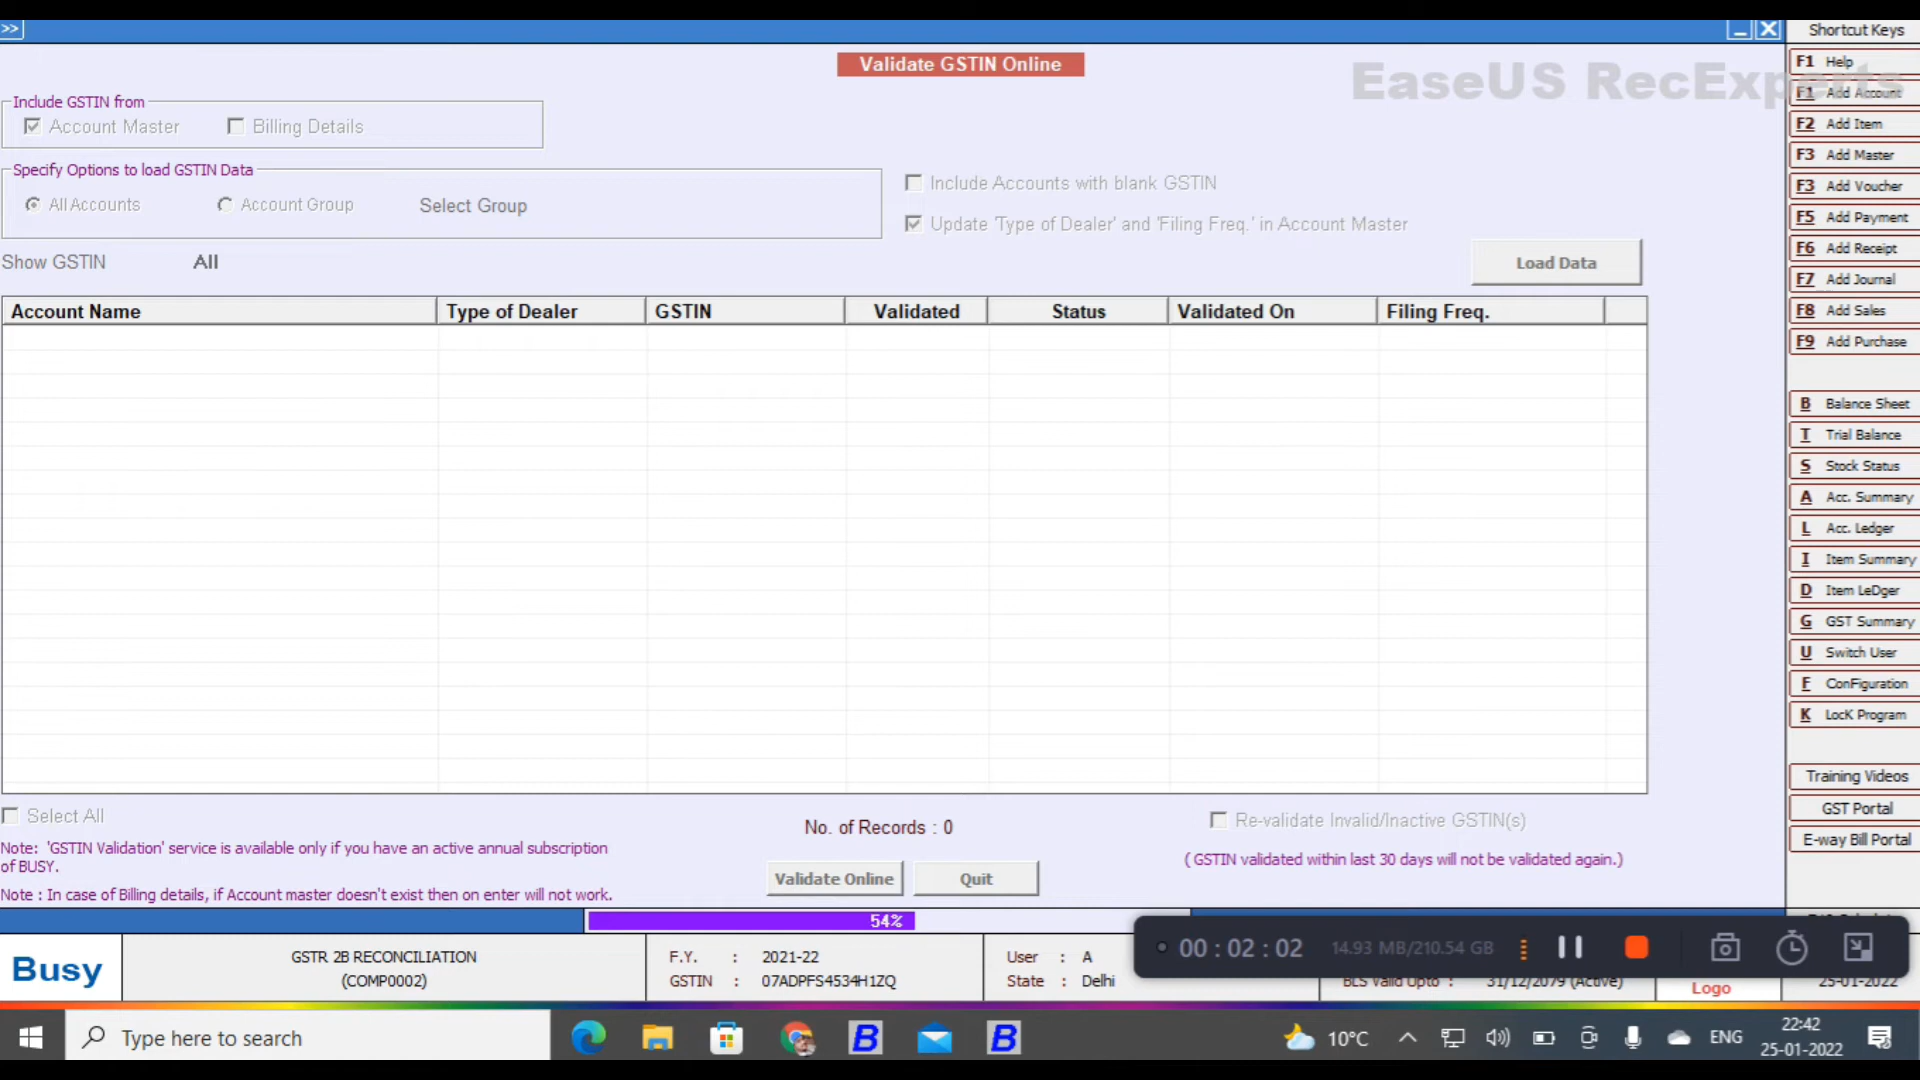 >>
Shortcut Keys
Validate GSTIN Online
EaseUS RecExperts
F1 Help
Include GSTIN from
F1 Add Account
Account Master
Billing Details
F2 Add Item
F3 Add Master
Specify Options to load GSTIN Data
Include Accounts with blank GSTIN
F3 Add Voucher
All Accounts
Account Group
Select Group
Update 'Type of Dealer' and 'Filing Freq.' in Account Master
F5 Add Payment
F6 Add Receipt
Show GSTIN All
Load Data
F7 Add Journal
Account Name Type of Dealer GSTIN Validated Status Validated On Filing Freq.
F8 Add Sales
F9 Add Purchase
B Balance Sheet
T Trial Balance
S Stock Status
A Acc. Summary
L Acc. Ledger
I Item Summary
D Item LeDger
G GST Summary
U Switch User
F ConFiguration
K LocK Program
Training Videos
GST Portal
E-way Bill Portal
Select All
No. of Records : 0
Re-validate Invalid/Inactive GSTIN(s)
Note: 'GSTIN Validation' service is available only if you have an active annual subscription
of BUSY.
( GSTIN validated within last 30 days will not be validated again.)
Validate Online
Quit
Note : In case of Billing details, if Account master doesn't exist then on enter will not work.
54%
Busy
GSTR 2B RECONCILIATION
(COMP0002)
F.Y. : 2021-22
GSTIN : 07ADPFS4534H1ZQ
User : A
State : Delhi
00 : 02 : 02
14.93 MB/210.54 GB
BLS Valid Upto : 31/12/2079 (Active)
Logo
25-01-2022
Type here to search
B
B
10°C
ENG
22:42
25-01-2022